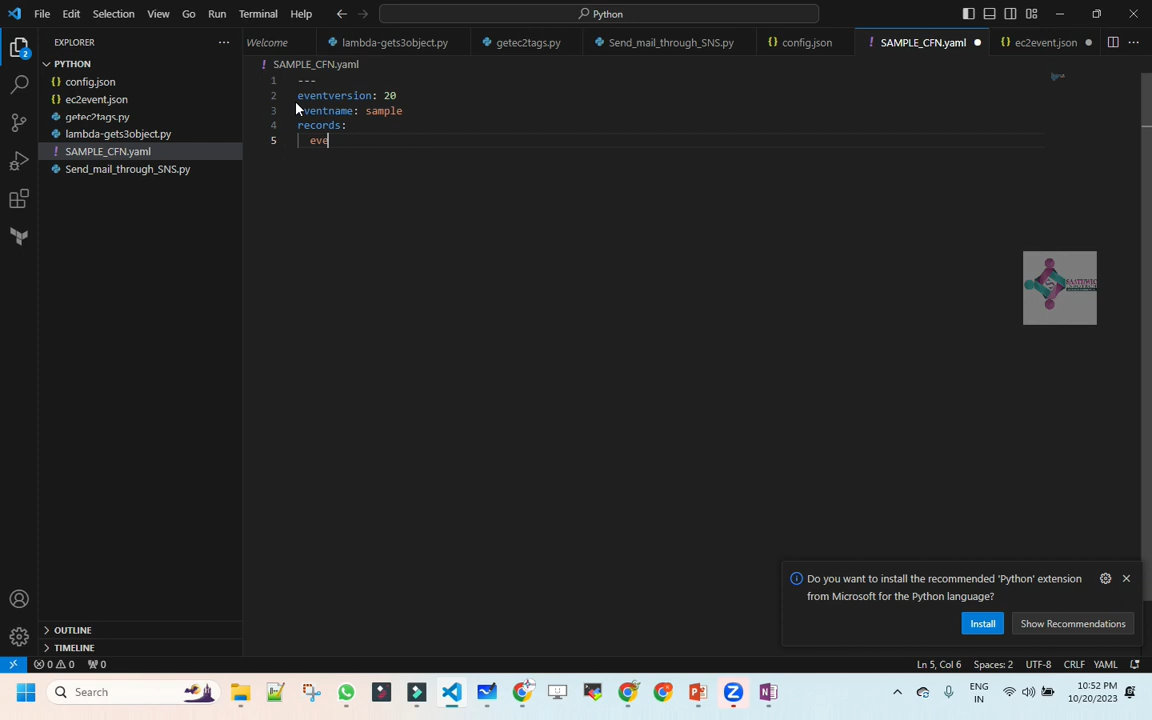 File Edit Selection View Go Run Terminal Help
Python
EXPLORER
Welcome
lambda-gets3object.py
getec2tags.py
Send_mail_through_SNS.py
config.json
SAMPLE_CFN.yaml
ec2event.json
PYTHON
config.json
ec2event.json
getec2tags.py
lambda-gets3object.py
SAMPLE_CFN.yaml
Send_mail_through_SNS.py
SAMPLE_CFN.yaml
1 ---
2 eventversion: 20
3 eventname: sample
4 records:
5 eve
Do you want to install the recommended 'Python' extension
from Microsoft for the Python language?
Install Show Recommendations
OUTLINE
TIMELINE
2
0 0 0
Ln 5, Col 6 Spaces: 2 UTF-8 CRLF YAML
Search
ENG
IN
10:52 PM
10/20/2023